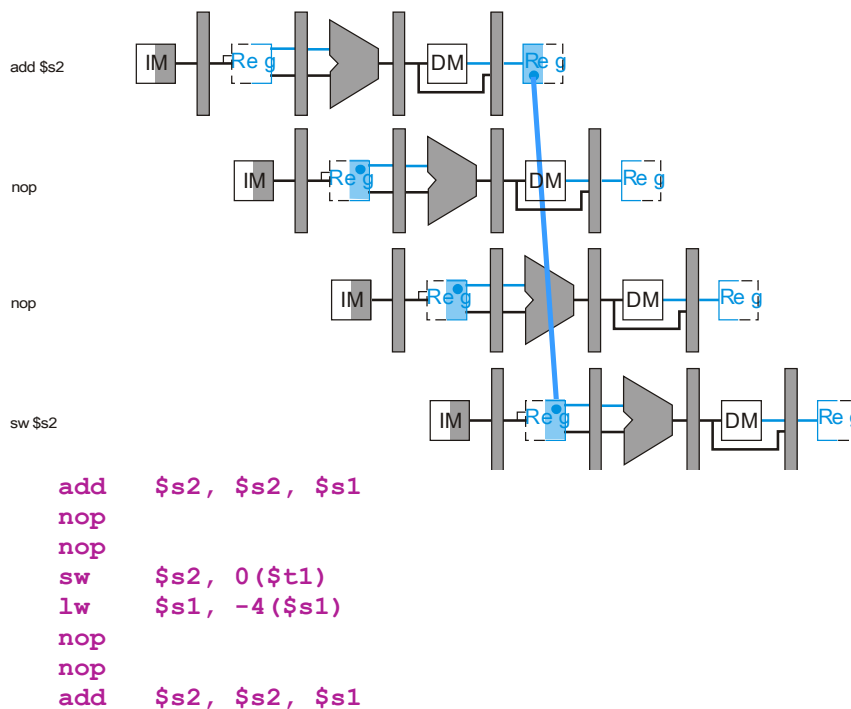 add $s2
IM
Re g
DM
Re g
nop
IM
Re g
DM
Re g
nop
IM
Re g
DM
Re g
sw $s2
IM
Re g
DM
Re
add $s2, $s2, $s1
nop
nop
sw $s2, 0($t1)
lw $s1, -4($s1)
nop
nop
add $s2, $s2, $s1